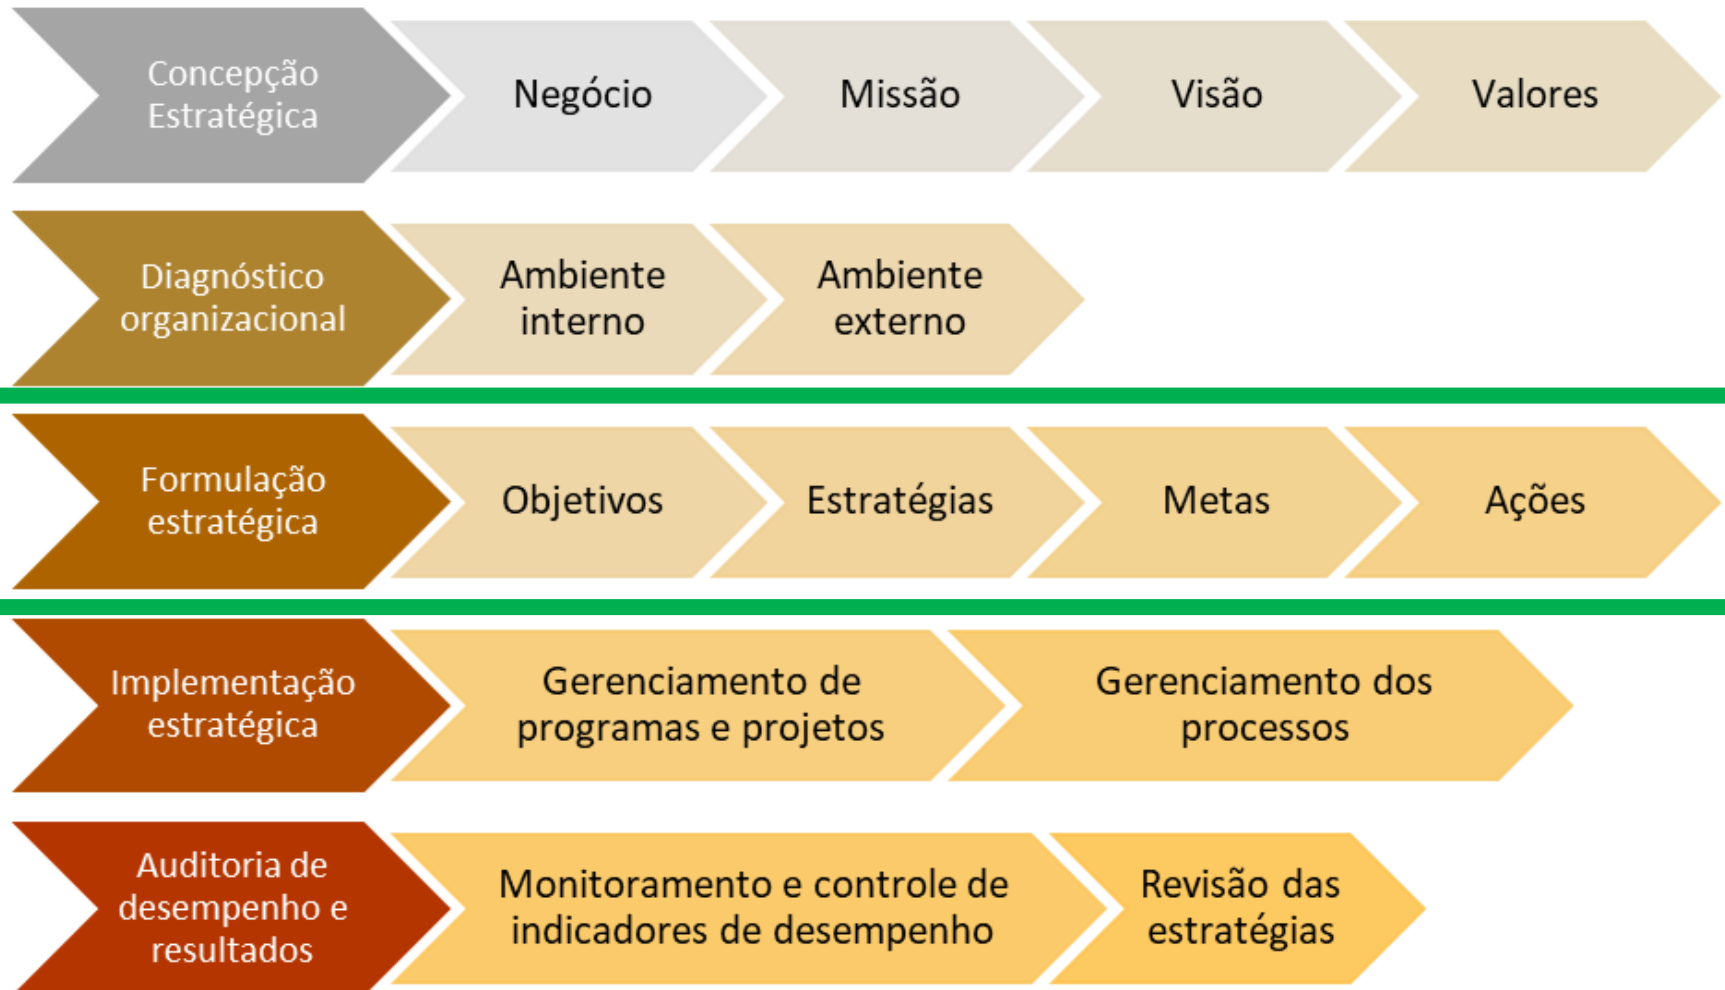 Concepção
Estratégica
Negócio
Missão
Visão
Valores
Diagnóstico
organizacional
Ambiente
interno
Ambiente
externo
Formulação
estratégica
Objetivos
Estratégias
Metas
Ações
Implementação
estratégica
Gerenciamento de
programas e projetos
Gerenciamento dos
processos
Auditoria de
desempenho e
resultados
Monitoramento e controle de
indicadores de desempenho
Revisão das
estratégias